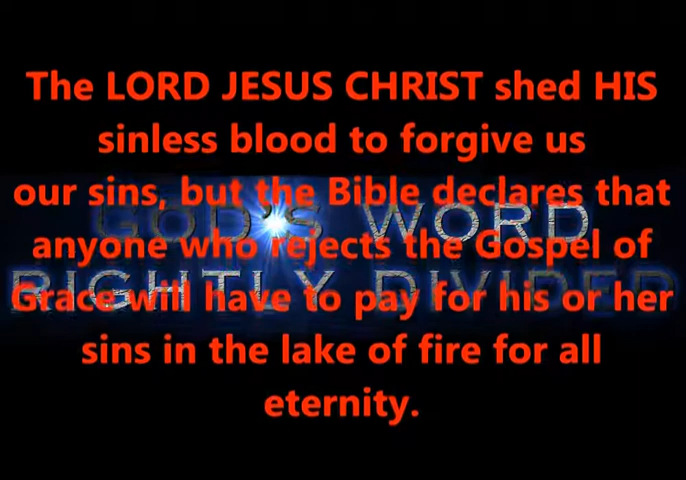 The LORD JESUS CHRIST shed HIS
sinless blood to forgive us
our sins, but the Bible declares that
anyone who rejects the Gospel of
Grace will have to pay for his or her
sins in the lake of fire for all
eternity.
GOD'S WORD
RIGHTLY DIVIDED